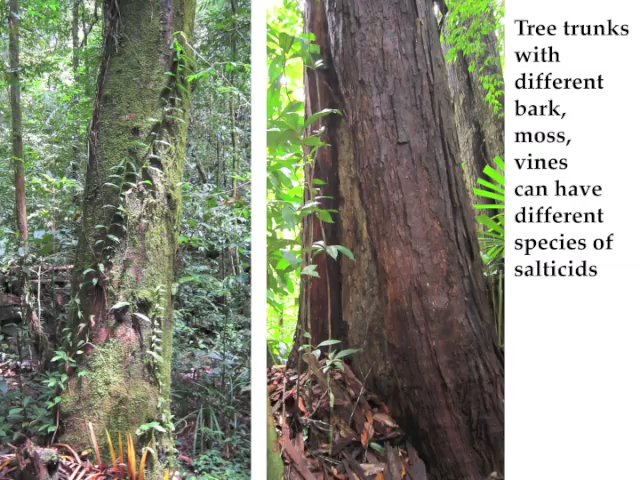 Tree trunks
with
different
bark,
moss,
vines
can have
different
species of
salticids